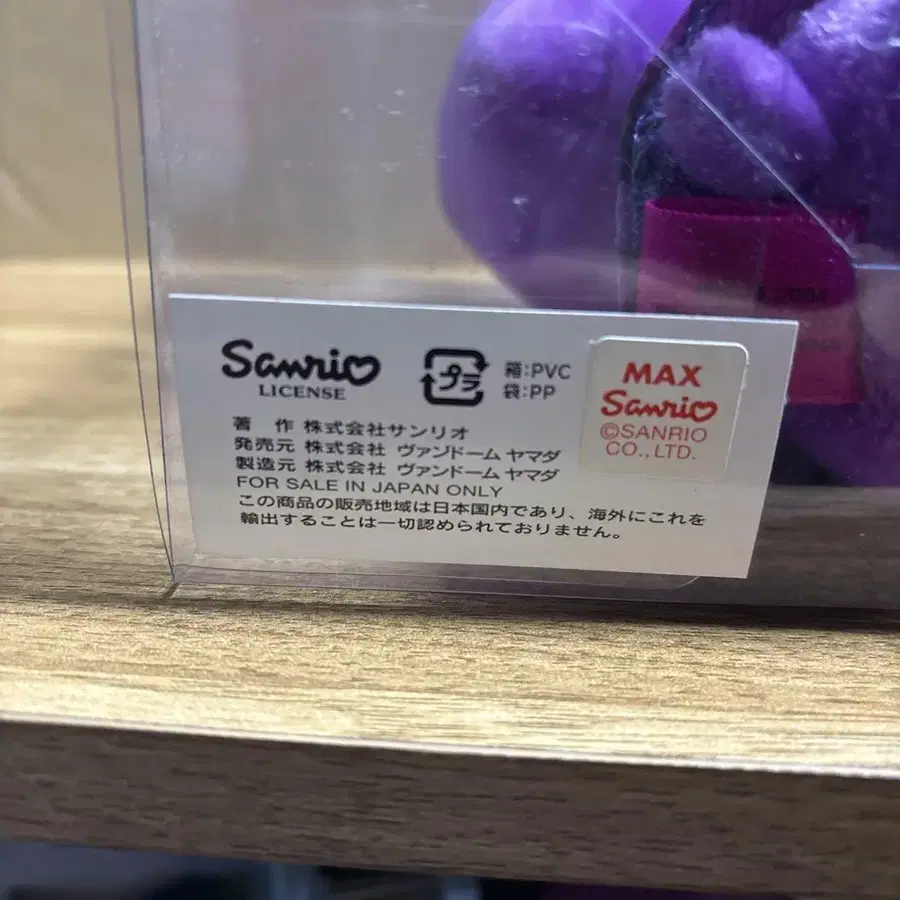 Sanrio
LICENSE
プラ
箱:PVC
袋:PP
MAX
Sanrio
©SANRIO
CO.,LTD.
著 作 株式会社サンリオ
発売元 株式会社 ヴァンドーム ヤマダ
製造元 株式会社 ヴァンドーム ヤマダ
FOR SALE IN JAPAN ONLY
この商品の販売地域は日本国内であり、海外にこれを
輸出することは一切認められておりません。
2004